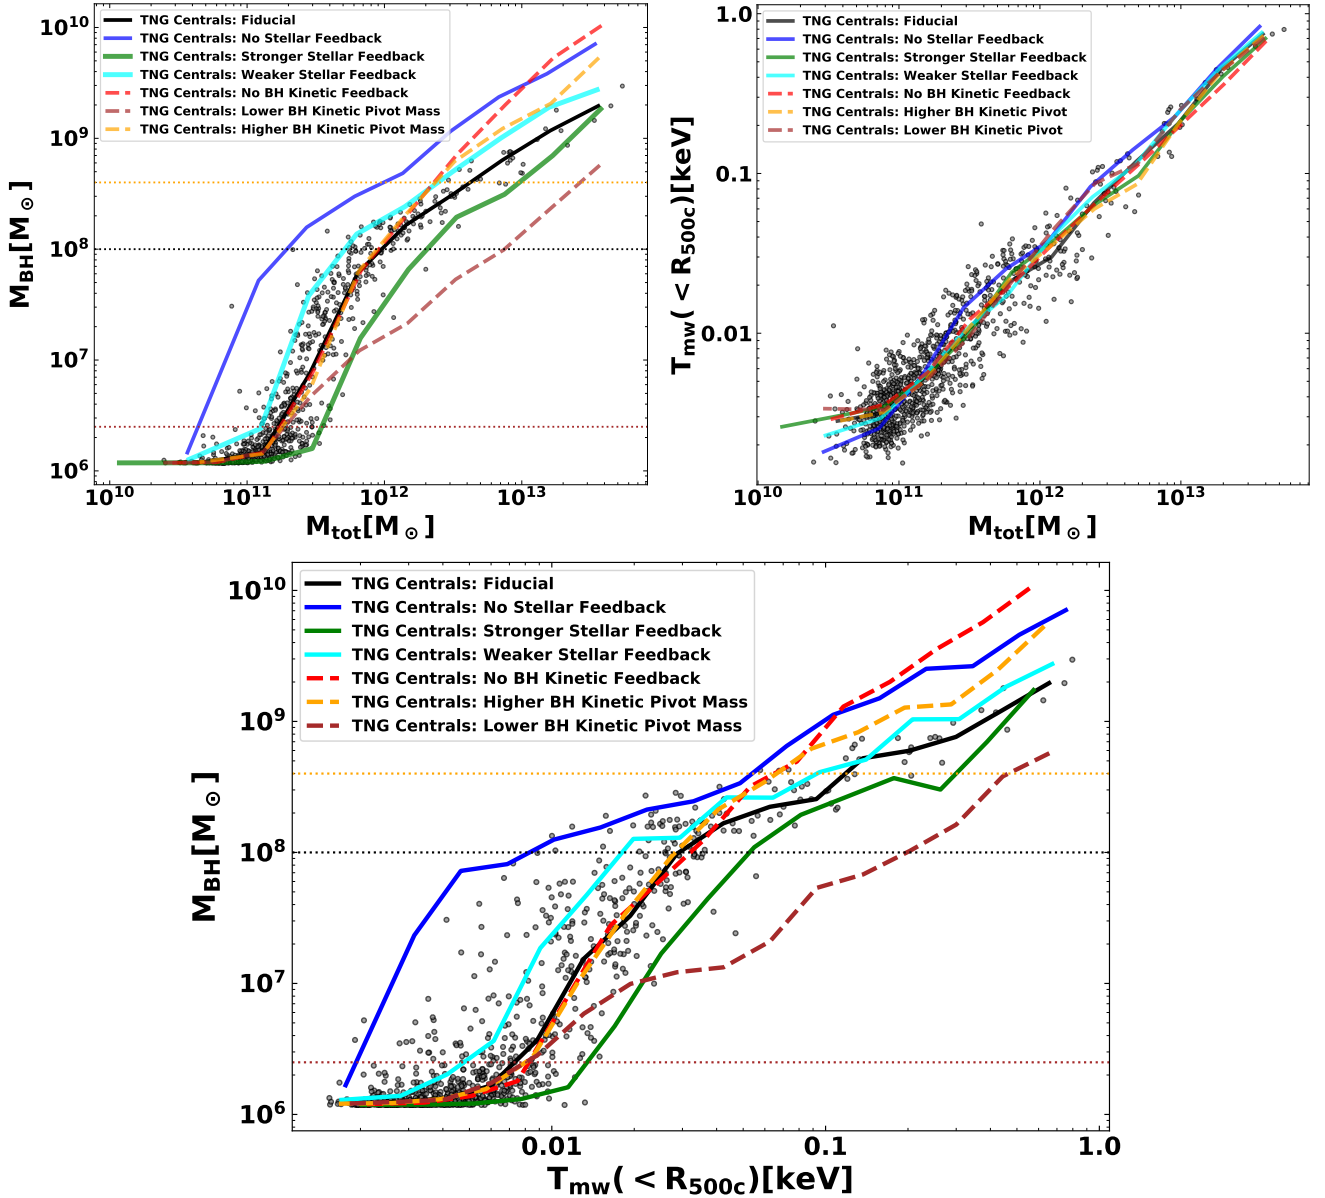 TNG Centrals: Fiducial
TNG Centrals: No Stellar Feedback
TNG Centrals: Stronger Stellar Feedback
TNG Centrals: Weaker Stellar Feedback
TNG Centrals: No BH Kinetic Feedback
TNG Centrals: Lower BH Kinetic Pivot Mass
TNG Centrals: Higher BH Kinetic Pivot Mass
10^10
10^9
10^8
10^7
10^6
M_BH[M_⊙]
10^10 10^11 10^12 10^13
M_tot[M_⊙]
TNG Centrals: Fiducial
TNG Centrals: No Stellar Feedback
TNG Centrals: Stronger Stellar Feedback
TNG Centrals: Weaker Stellar Feedback
TNG Centrals: No BH Kinetic Feedback
TNG Centrals: Higher BH Kinetic Pivot
TNG Centrals: Lower BH Kinetic Pivot
1.0
0.1
0.01
T_mw(<R_500c)[keV]
10^10 10^11 10^12 10^13
M_tot[M_⊙]
TNG Centrals: Fiducial
TNG Centrals: No Stellar Feedback
TNG Centrals: Stronger Stellar Feedback
TNG Centrals: Weaker Stellar Feedback
TNG Centrals: No BH Kinetic Feedback
TNG Centrals: Higher BH Kinetic Pivot Mass
TNG Centrals: Lower BH Kinetic Pivot Mass
10^10
10^9
10^8
10^7
10^6
M_BH[M_⊙]
0.01 0.1 1.0
T_mw(<R_500c)[keV]